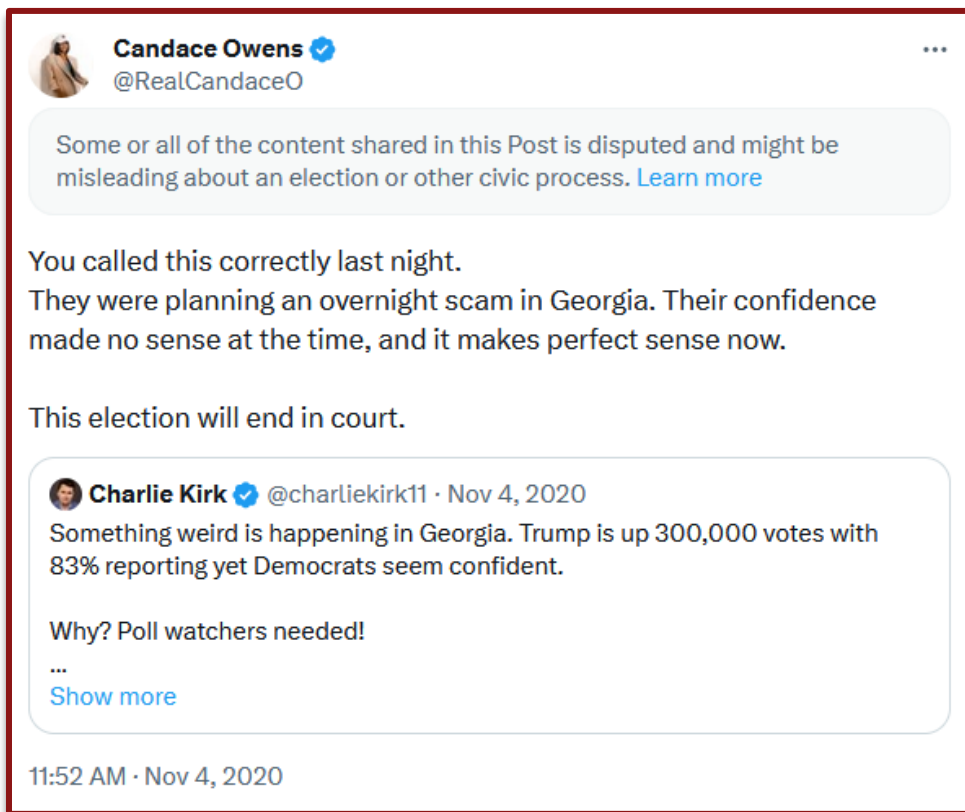 Candace Owens
@RealCandaceO
Some or all of the content shared in this Post is disputed and might be
misleading about an election or other civic process. Learn more
You called this correctly last night.
They were planning an overnight scam in Georgia. Their confidence
made no sense at the time, and it makes perfect sense now.
This election will end in court.
Charlie Kirk @charliekirk11 · Nov 4, 2020
Something weird is happening in Georgia. Trump is up 300,000 votes with
83% reporting yet Democrats seem confident.
Why? Poll watchers needed!
...
Show more
11:52 AM · Nov 4, 2020